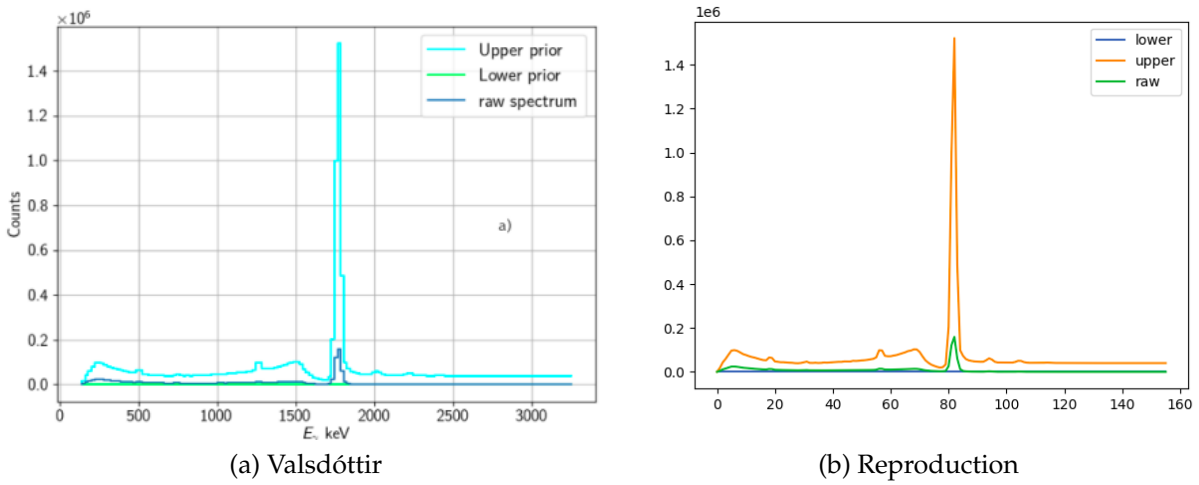 ×10⁶
1.4
1.2
1.0
0.8
0.6
0.4
0.2
0.0
Counts
Upper prior
Lower prior
raw spectrum
a)
0 500 1000 1500 2000 2500 3000
E keV
(a) Valsdóttir
1e6
1.4
1.2
1.0
0.8
0.6
0.4
0.2
0.0
lower
upper
raw
0 20 40 60 80 100 120 140 160
(b) Reproduction